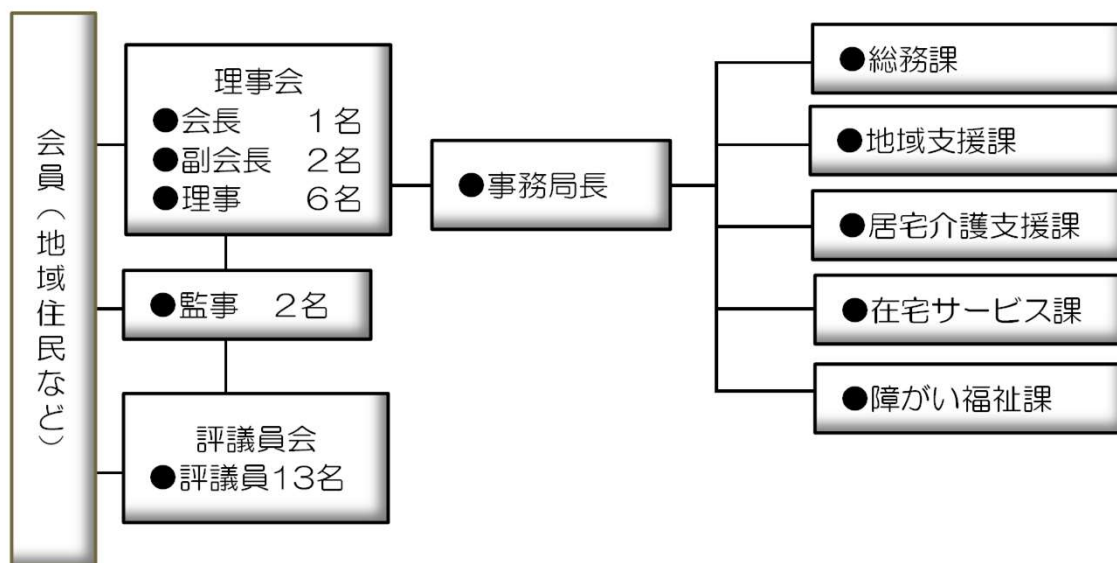 会員（地域住民など）
理事会
●会長　　１名
●副会長　２名
●理事　　６名
●監事　２名
評議員会
●評議員13名
●事務局長
●総務課
●地域支援課
●居宅介護支援課
●在宅サービス課
●障がい福祉課